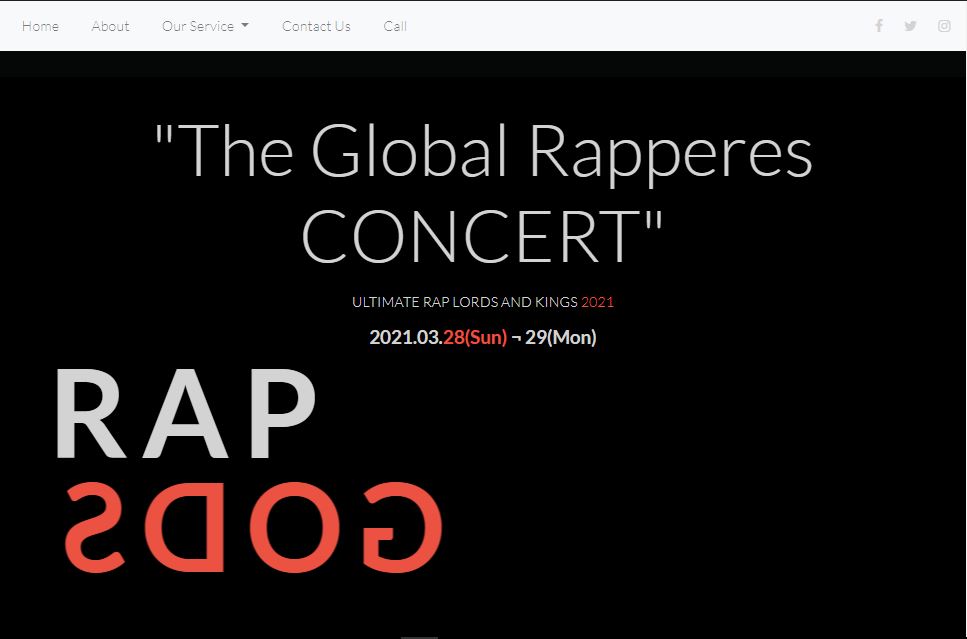 Home About Our Service Contact Us Call
"The Global Rapperes
CONCERT"
ULTIMATE RAP LORDS AND KINGS 2021
2021.03.28(Sun) ¬ 29(Mon)
RAP
GODS